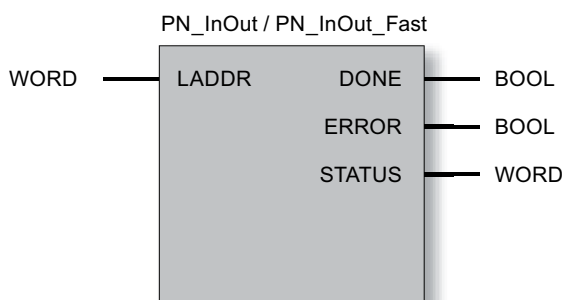 PN_InOut / PN_InOut_Fast
WORD LADDR DONE BOOL
ERROR BOOL
STATUS WORD